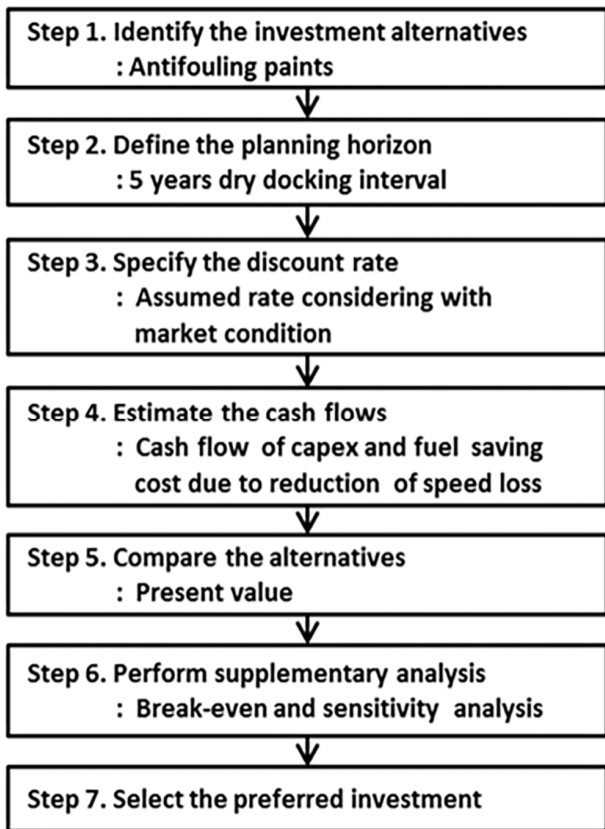 Step 1. Identify the investment alternatives
: Antifouling paints
Step 2. Define the planning horizon
: 5 years dry docking interval
Step 3. Specify the discount rate
: Assumed rate considering with
market condition
Step 4. Estimate the cash flows
: Cash flow of capex and fuel saving
cost due to reduction of speed loss
Step 5. Compare the alternatives
: Present value
Step 6. Perform supplementary analysis
: Break-even and sensitivity analysis
Step 7. Select the preferred investment